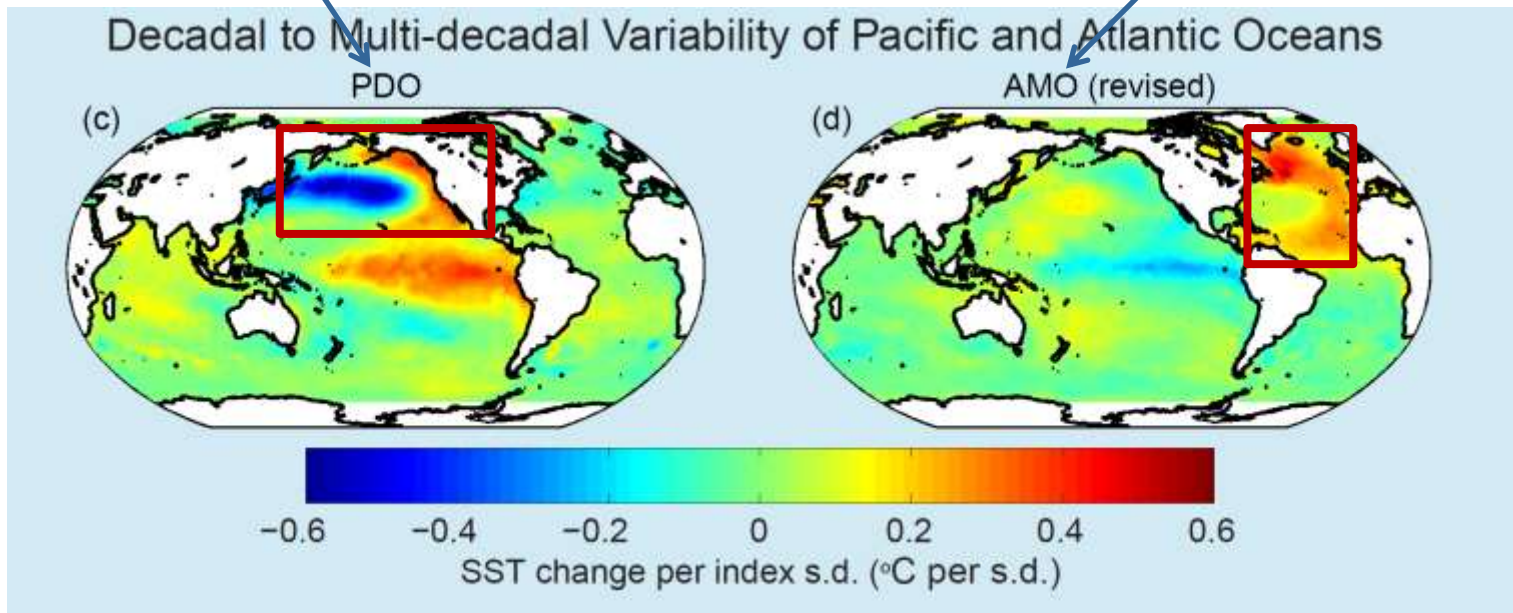 Decadal to Multi-decadal Variability of Pacific and Atlantic Oceans
PDO
AMO (revised)
(c)
(d)
−0.6 −0.4 −0.2 0 0.2 0.4 0.6
SST change per index s.d. (°C per s.d.)